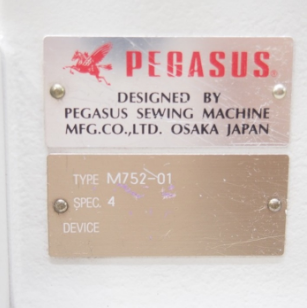 PEGASUS®
DESIGNED BY
PEGASUS SEWING MACHINE
MFG.CO.,LTD. OSAKA JAPAN
TYPE M752-01
SPEC. 4
DEVICE